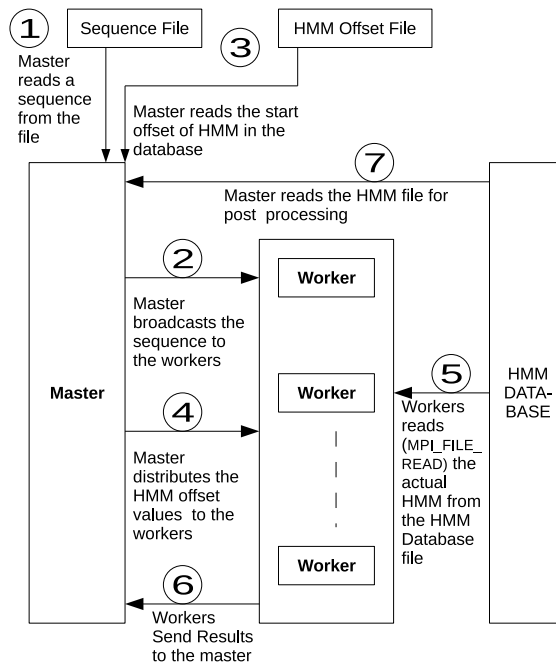 1
Sequence File
Master
reads a
sequence
from the
file
3
HMM Offset File
Master reads the start
offset of HMM in the
database
7
Master reads the HMM file for
post processing
2
Master
broadcasts the
sequence to
the workers
Worker
Master
Worker
4
Master
distributes the
HMM offset
values to the
workers
5
Workers
reads
(MPI_FILE_
READ) the
actual
HMM from
the HMM
Database
file
HMM
DATA-
BASE
Worker
6
Workers
Send Results
to the master